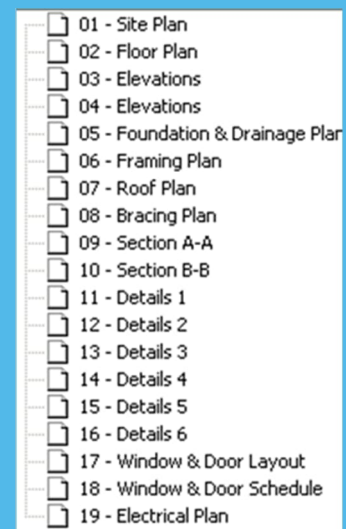 01 - Site Plan
02 - Floor Plan
03 - Elevations
04 - Elevations
05 - Foundation & Drainage Plan
06 - Framing Plan
07 - Roof Plan
08 - Bracing Plan
09 - Section A-A
10 - Section B-B
11 - Details 1
12 - Details 2
13 - Details 3
14 - Details 4
15 - Details 5
16 - Details 6
17 - Window & Door Layout
18 - Window & Door Schedule
19 - Electrical Plan